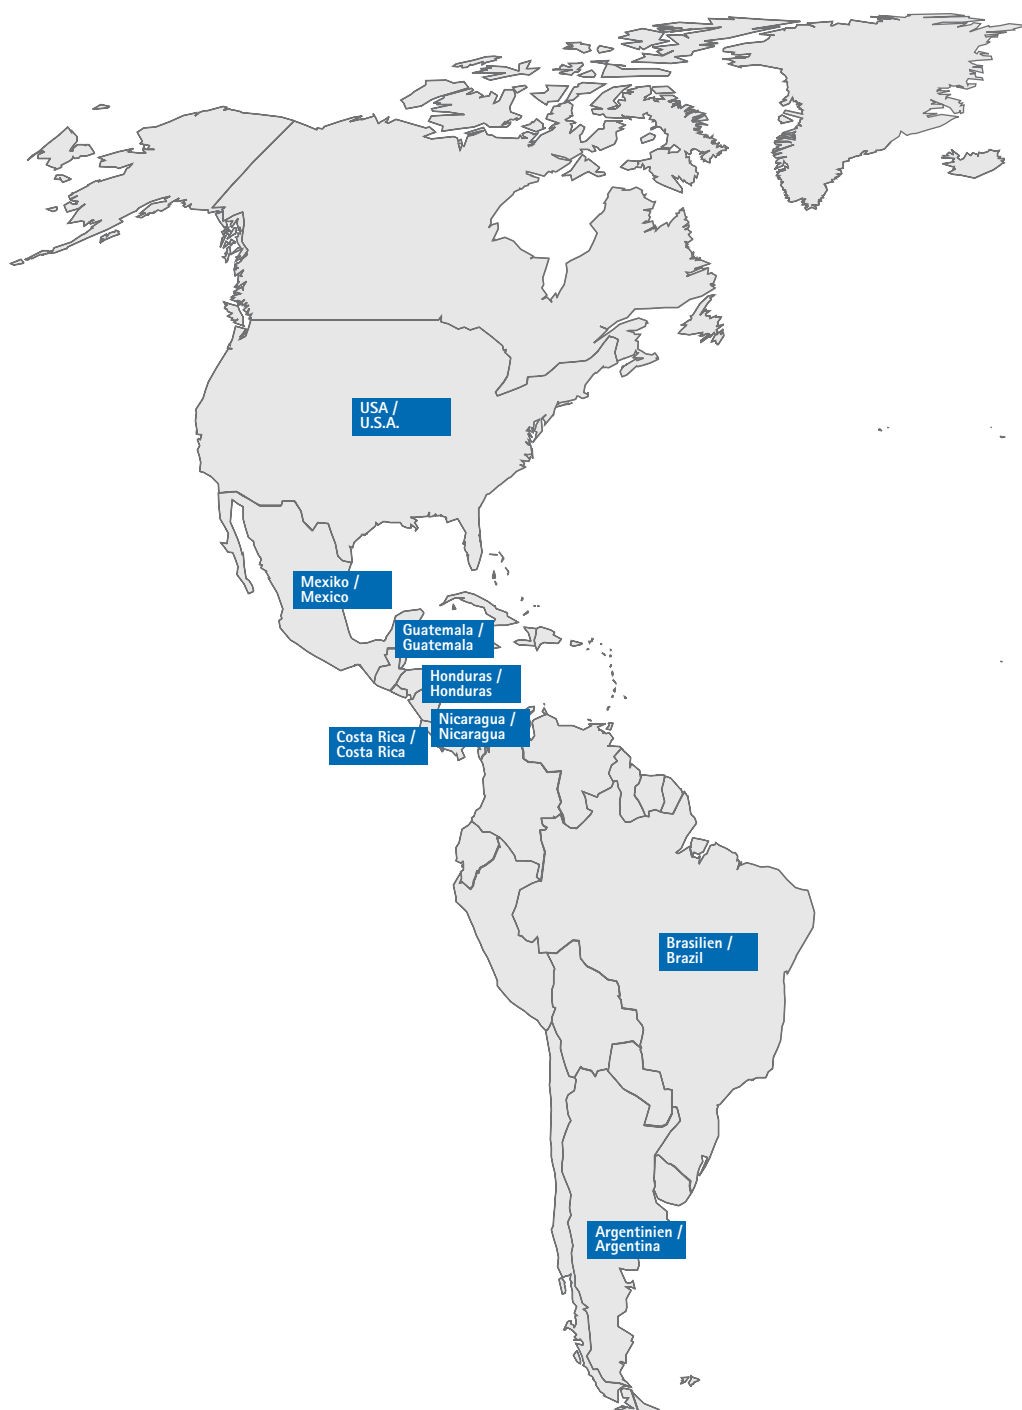 USA /
U.S.A.
Mexiko /
Mexico
Guatemala /
Guatemala
Honduras /
Honduras
Nicaragua /
Nicaragua
Costa Rica /
Costa Rica
Brasilien /
Brazil
Argentinien /
Argentina